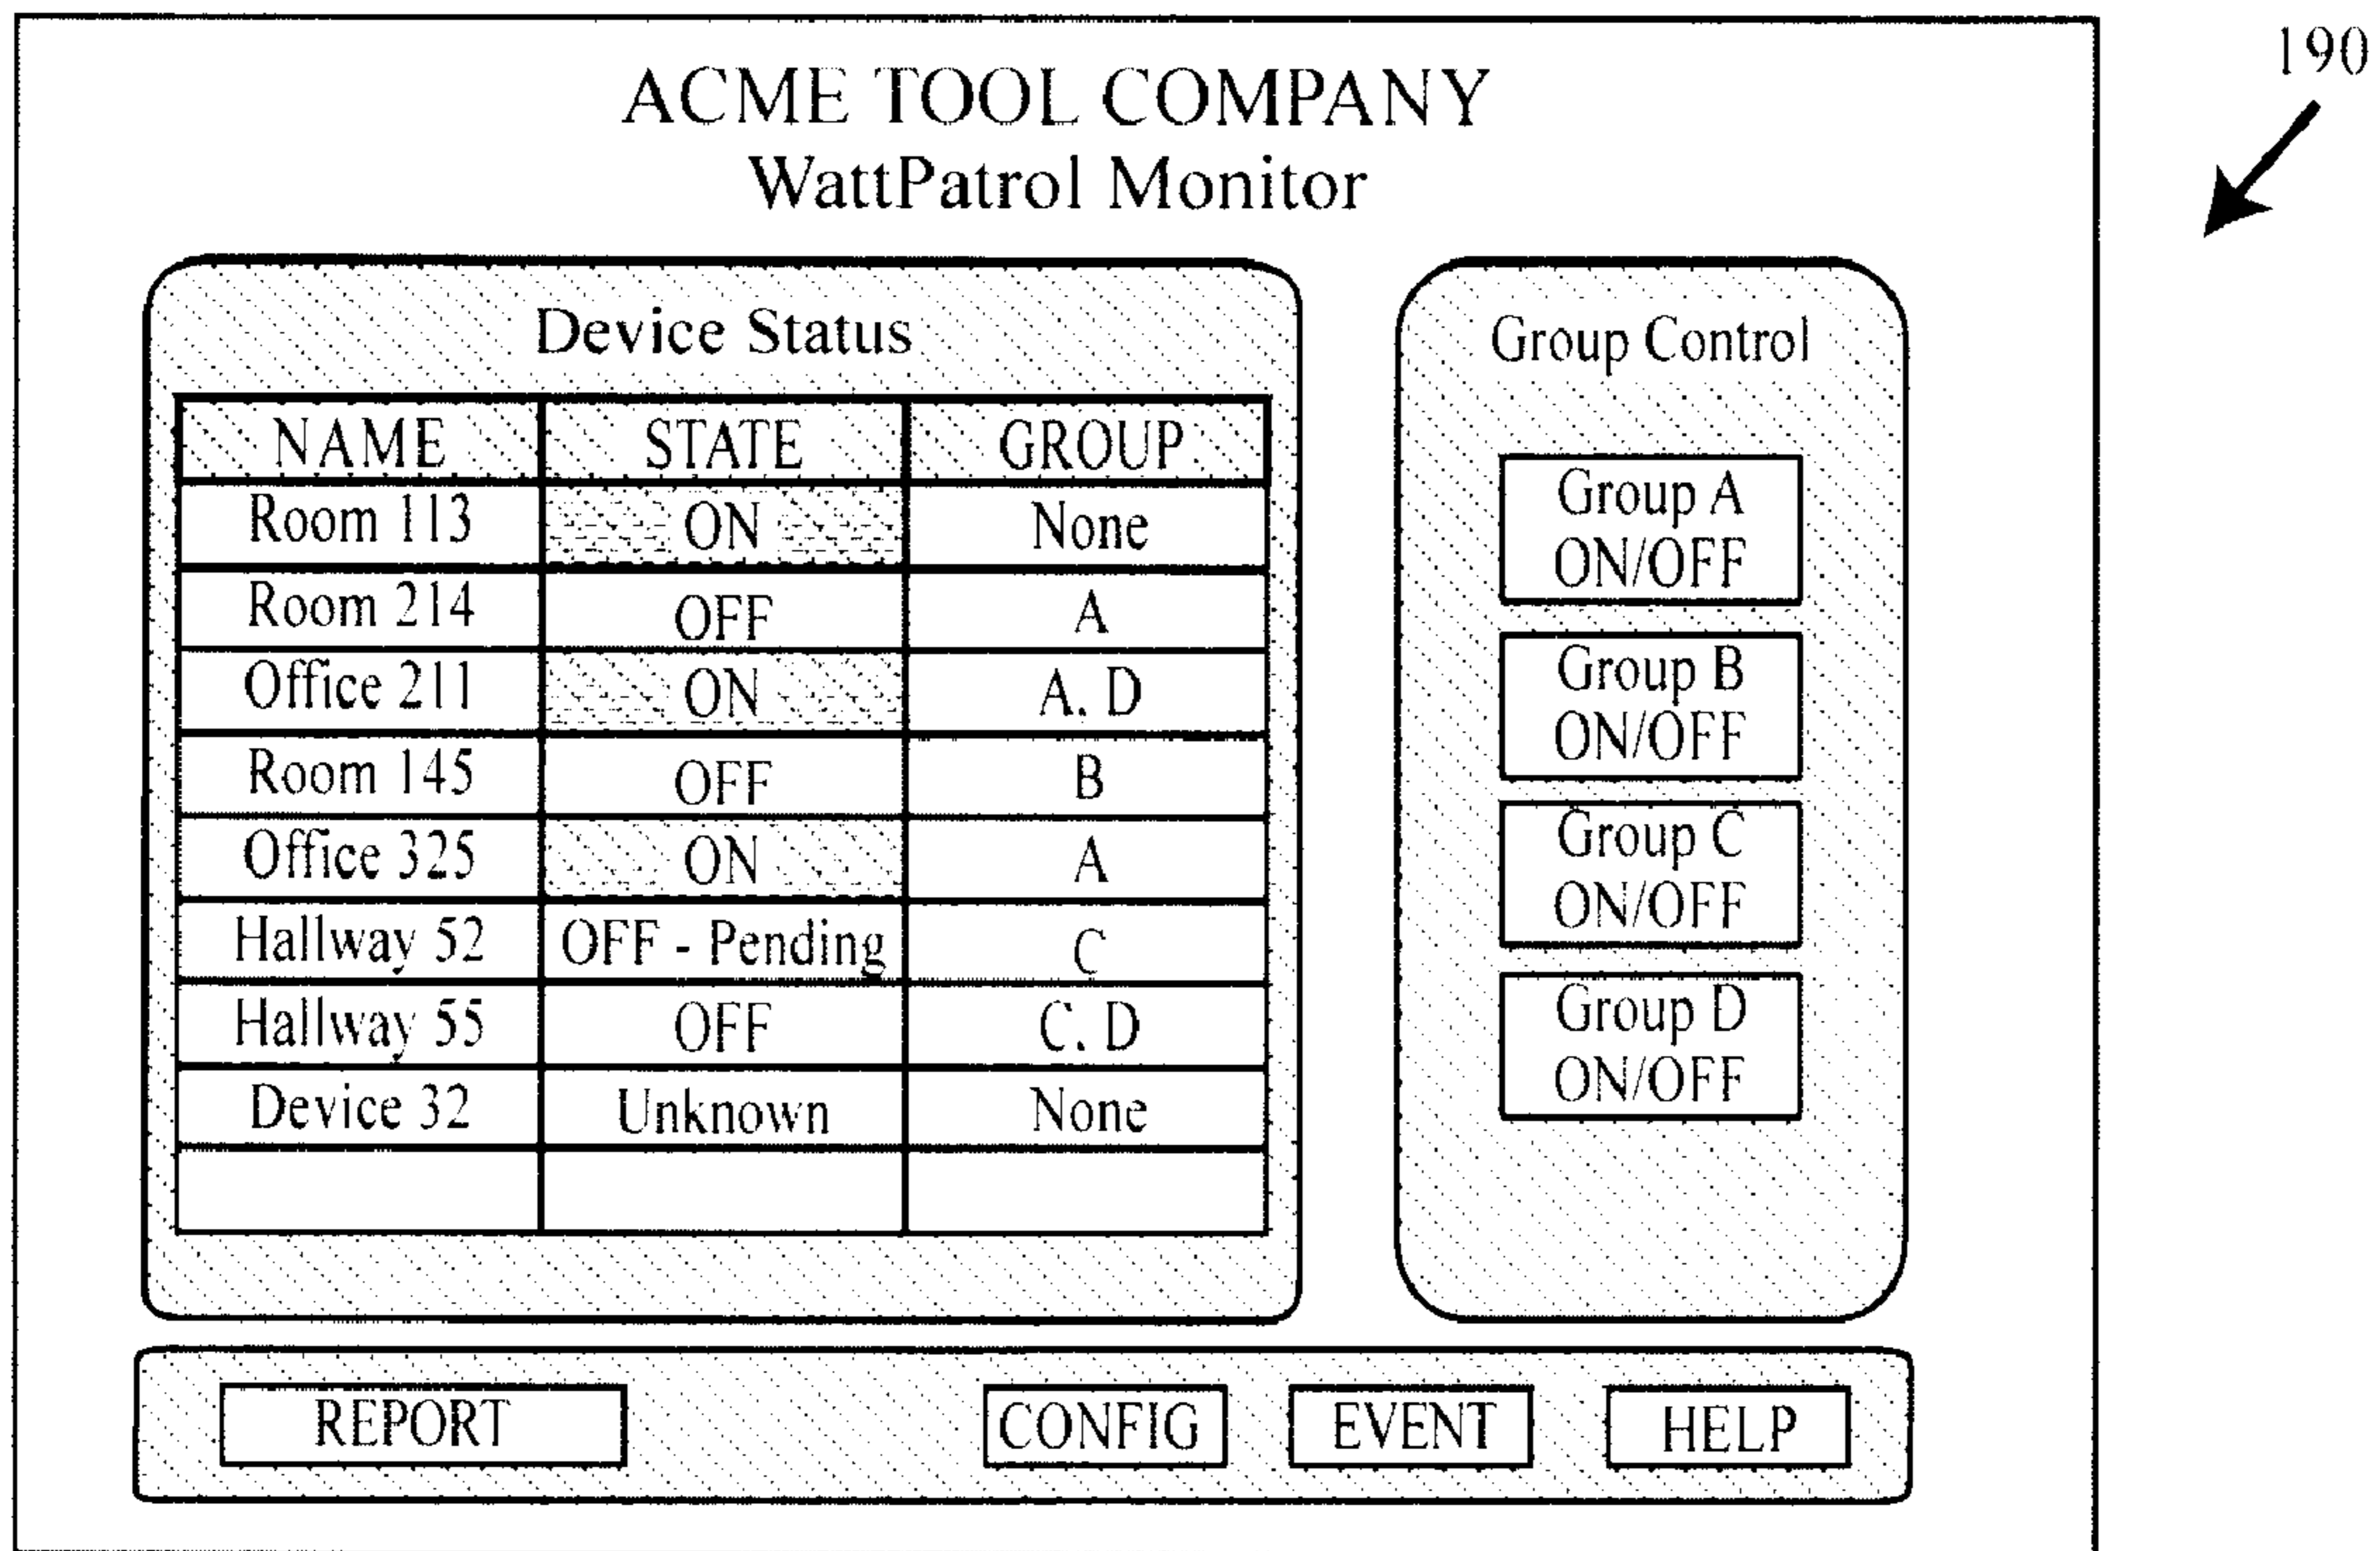 190
ACME TOOL COMPANY
WattPatrol Monitor
Device Status
NAME STATE GROUP
Room 113 ON None
Room 214 OFF A
Office 211 ON A. D
Room 145 OFF B
Office 325 ON A
Hallway 52 OFF - Pending C
Hallway 55 OFF C. D
Device 32 Unknown None
Group Control
Group A
ON/OFF
Group B
ON/OFF
Group C
ON/OFF
Group D
ON/OFF
REPORT CONFIG EVENT HELP